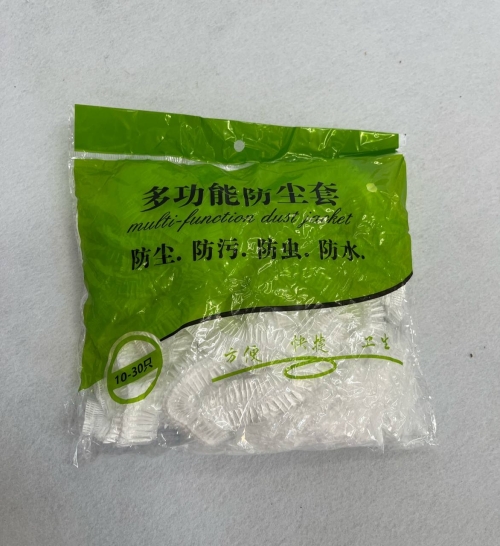 多功能防尘套
multi-function dust jacket
防尘.防污.防虫.防水.
方便 快捷 卫生
10-30只